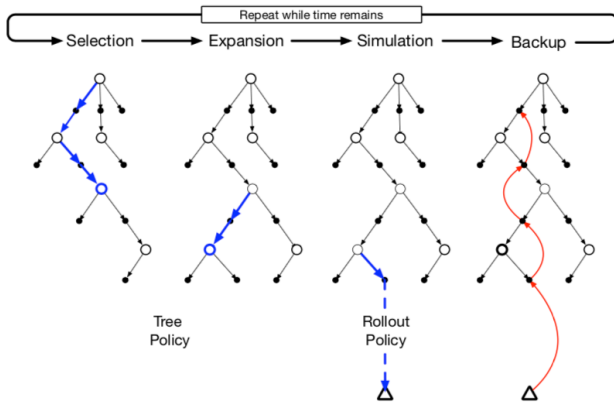 Repeat while time remains
Selection
Expansion
Simulation
Backup
Tree
Policy
Rollout
Policy